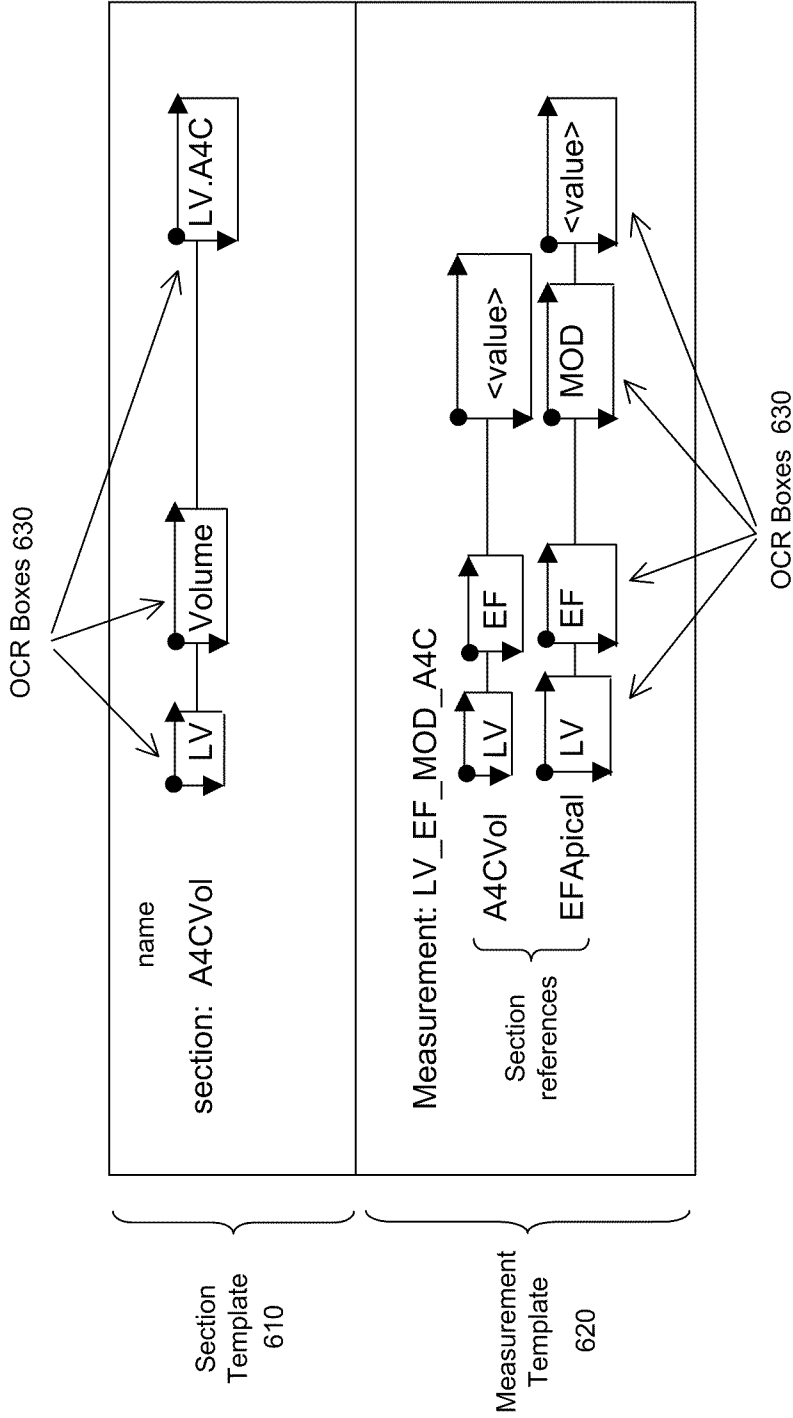 OCR Boxes 630
name
section: A4CVol
LV
Volume
LV.A4C
Section
Template
610
Measurement: LV_EF_MOD_A4C
A4CVol
LV
EF
<value>
EFApical
LV
EF
MOD
<value>
Section
references
Measurement
Template
620
OCR Boxes 630